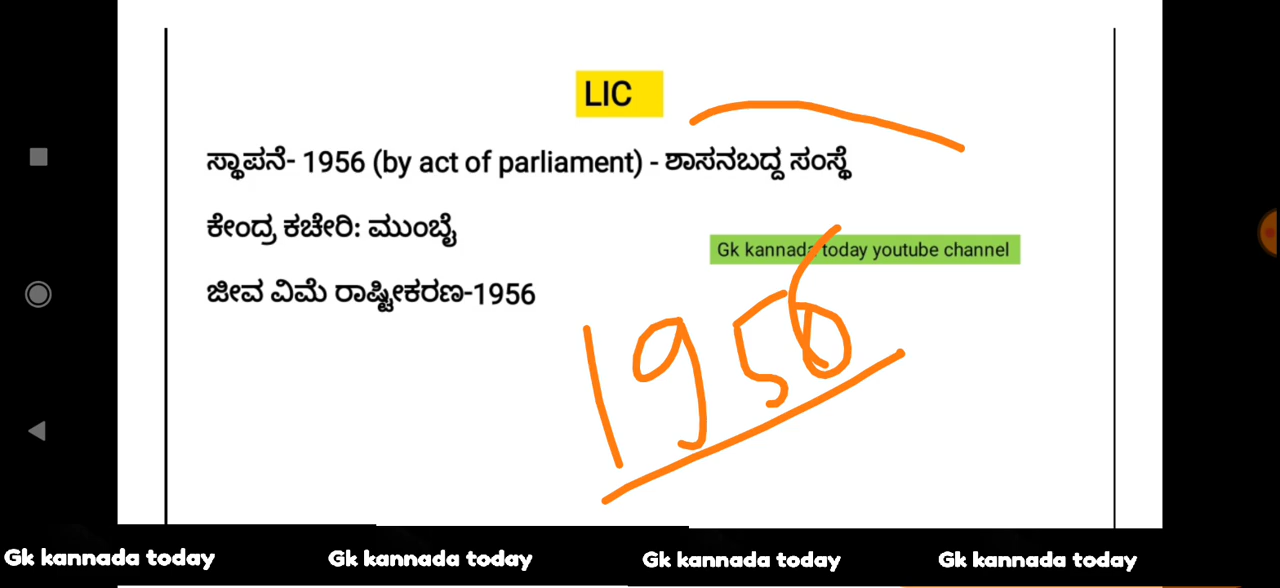 LIC
ಸ್ಥಾಪನೆ- 1956 (by act of parliament) - ಶಾಸನಬದ್ದ ಸಂಸ್ಥೆ
ಕೇಂದ್ರ ಕಚೇರಿ: ಮುಂಬೈ
Gk kannada today youtube channel
ಜೀವ ವಿಮೆ ರಾಷ್ಟ್ರೀಕರಣ-1956
1956
Gk kannada today Gk kannada today Gk kannada today Gk kannada today